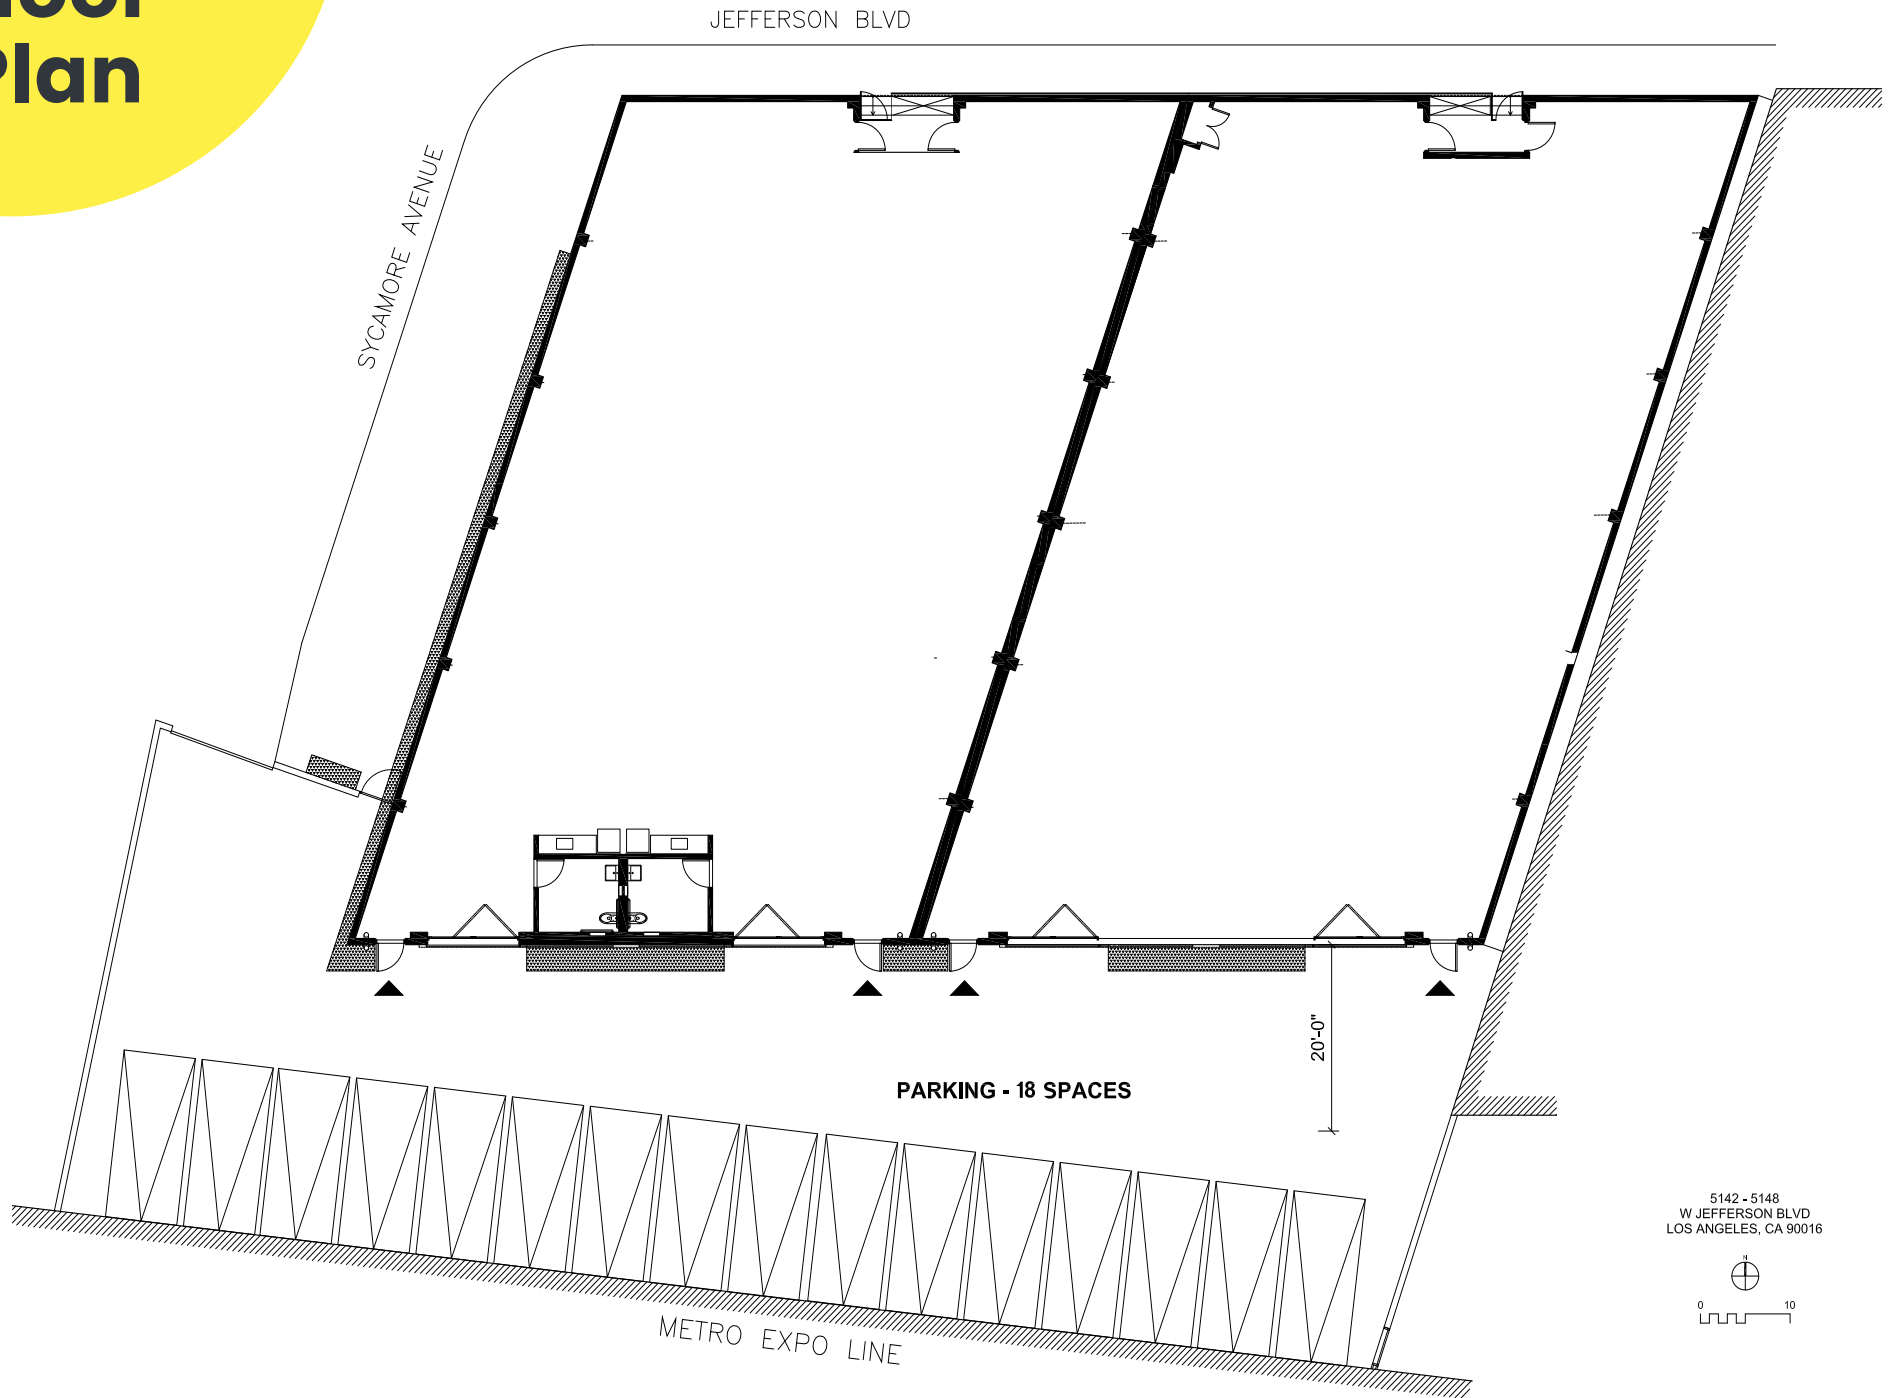 Plan
JEFFERSON BLVD
SYCAMORE AVENUE
20'-0"
PARKING - 18 SPACES
METRO EXPO LINE
5142 - 5148
W JEFFERSON BLVD
LOS ANGELES, CA 90016
N
0 10